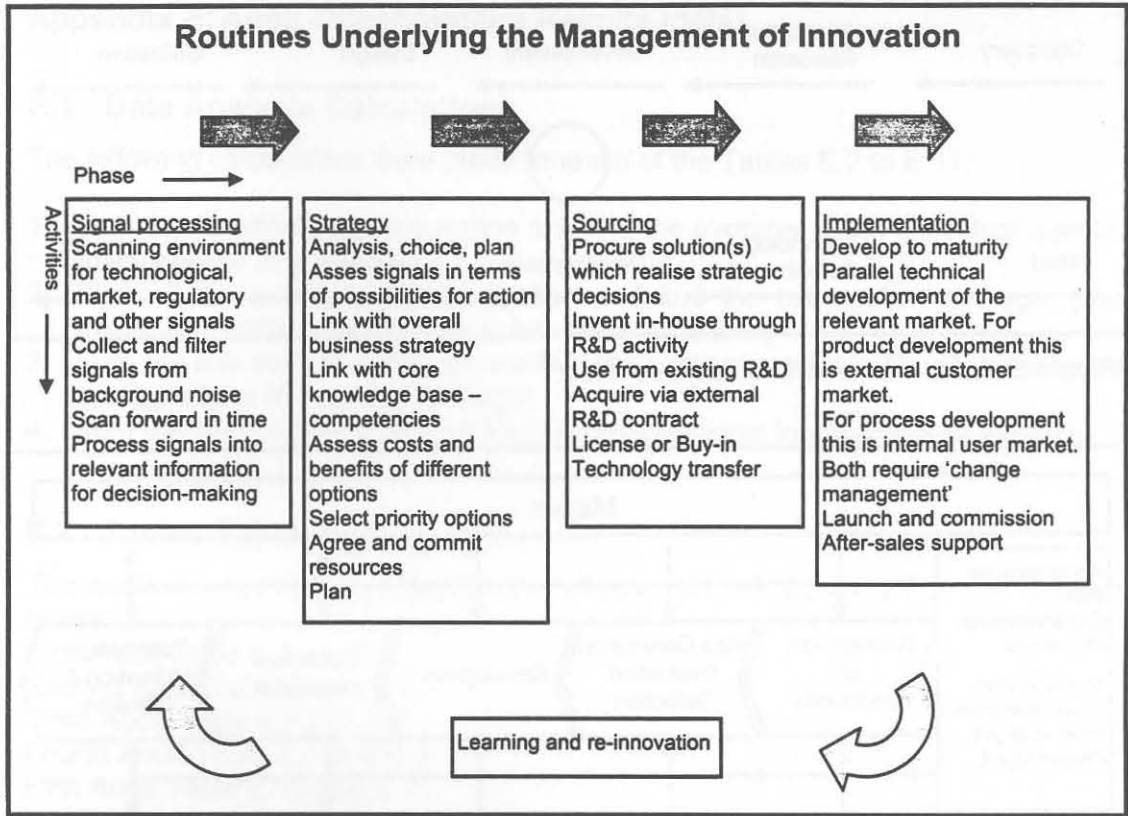 Routines Underlying the Management of Innovation
Phase
Activities
Signal processing
Scanning environment
for technological,
market, regulatory
and other signals
Collect and filter
signals from
background noise
Scan forward in time
Process signals into
relevant information
for decision-making
Strategy
Analysis, choice, plan
Asses signals in terms
of possibilities for action
Link with overall
business strategy
Link with core
knowledge base –
competencies
Assess costs and
benefits of different
options
Select priority options
Agree and commit
resources
Plan
Sourcing
Procure solution(s)
which realise strategic
decisions
Invent in-house through
R&D activity
Use from existing R&D
Acquire via external
R&D contract
License or Buy-in
Technology transfer
Implementation
Develop to maturity
Parallel technical
development of the
relevant market. For
product development this
is external customer
market.
For process development
this is internal user market.
Both require ‘change
management’
Launch and commission
After-sales support
Learning and re-innovation